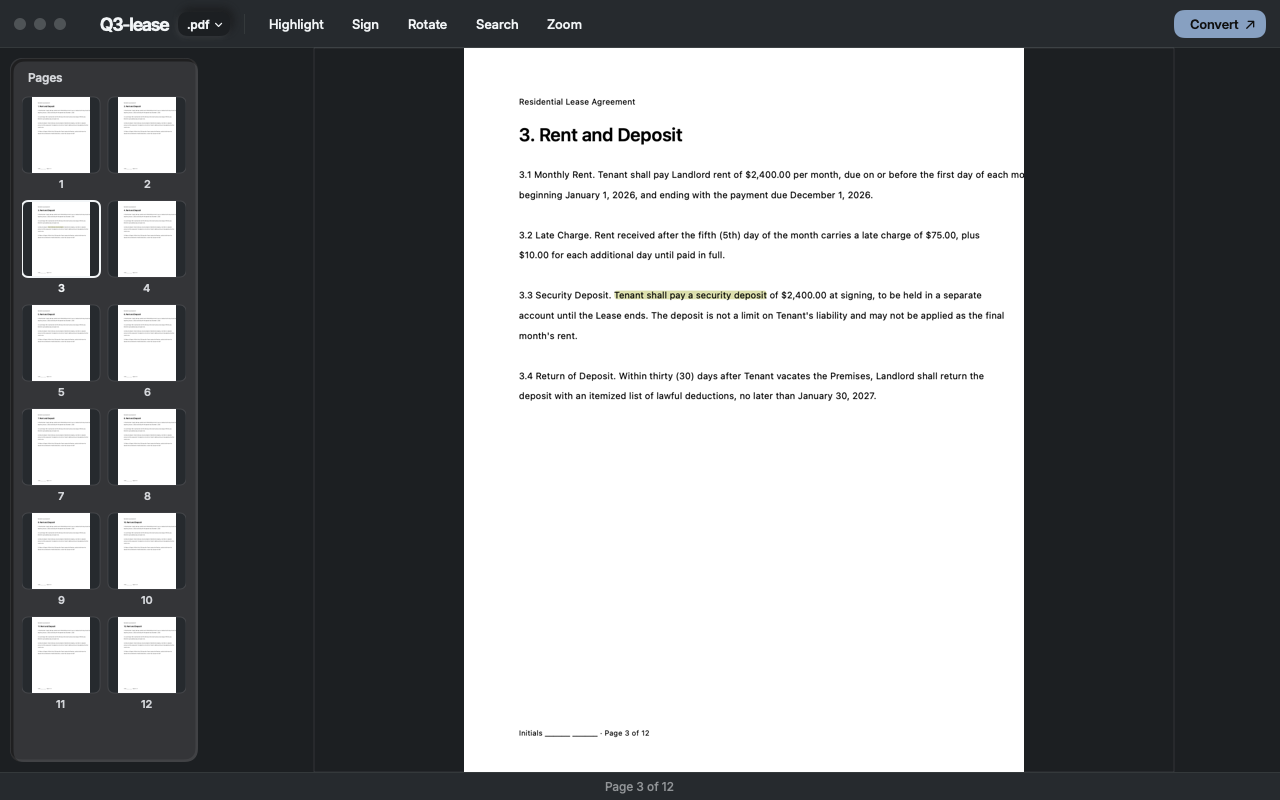 Q3-lease .pdf Highlight Sign Rotate Search Zoom Convert
Pages
1 2
3 4
5 6
7 8
9 10
11 12
Residential Lease Agreement
3. Rent and Deposit
3.1 Monthly Rent. Tenant shall pay Landlord rent of $2,400.00 per month, due on or before the first day of each mo
beginning January 1, 2026, and ending with the payment due December 1, 2026.
3.2 Late Charge. Rent received after the fifth (5th) day of the month carries a late charge of $75.00, plus
$10.00 for each additional day until paid in full.
3.3 Security Deposit. Tenant shall pay a security deposit of $2,400.00 at signing, to be held in a separate
account until the Lease ends. The deposit is not a limit on Tenant's liability and may not be applied as the final
month's rent.
3.4 Return of Deposit. Within thirty (30) days after Tenant vacates the Premises, Landlord shall return the
deposit with an itemized list of lawful deductions, no later than January 30, 2027.
Initials ______ ______ · Page 3 of 12
Page 3 of 12